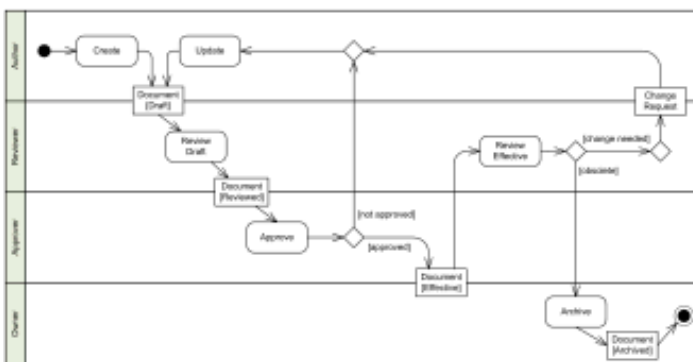 Author
Create
Update
Document
[Draft]
Change
Request
Reviewer
Review
Draft
Review
Effective
[change needed]
[obsolete]
Document
[Reviewed]
Approver
Approve
[not approved]
[approved]
Document
[Effective]
Owner
Archive
Document
[Archived]